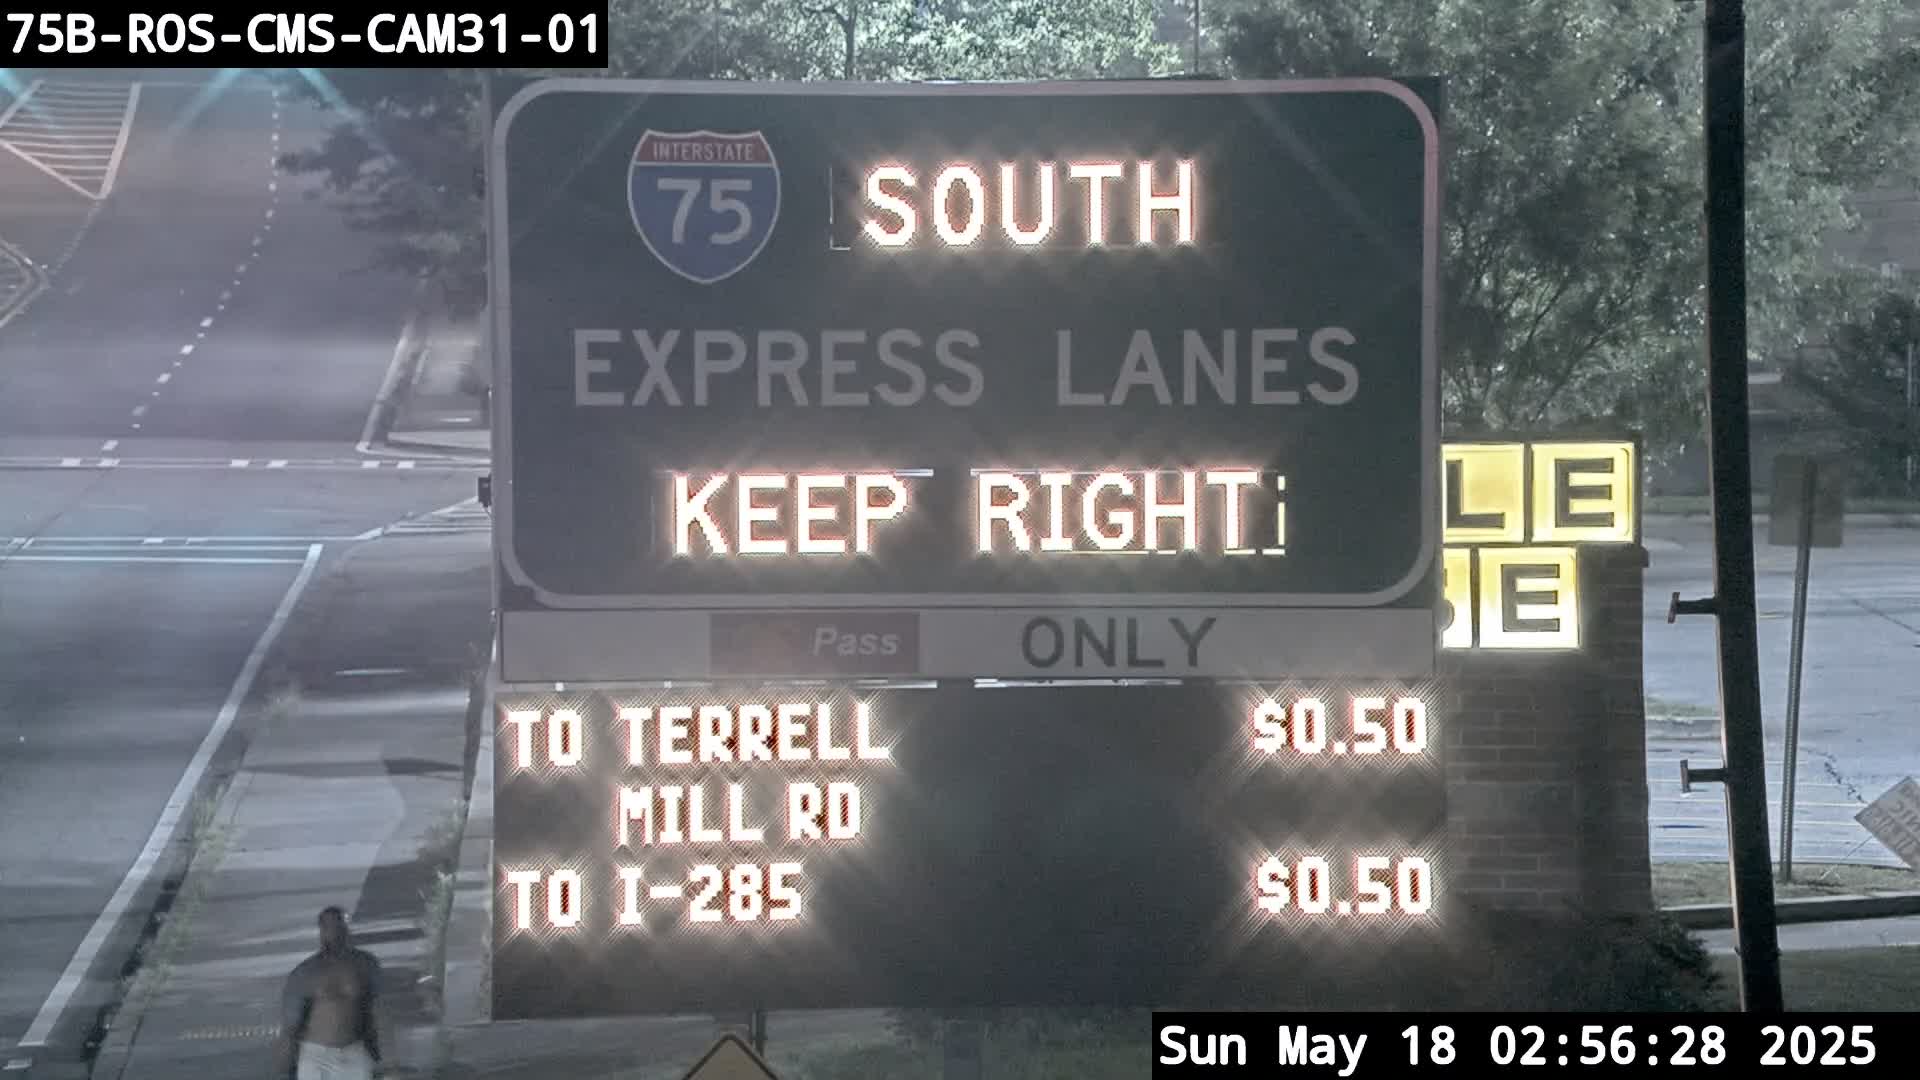 75B-ROS-CMS-CAM31-01
INTERSTATE
75
SOUTH
EXPRESS LANES
KEEP RIGHT
Pass ONLY
TO TERRELL $0.50
MILL RD
TO I-285 $0.50
LE
E
Sun May 18 02:56:28 2025